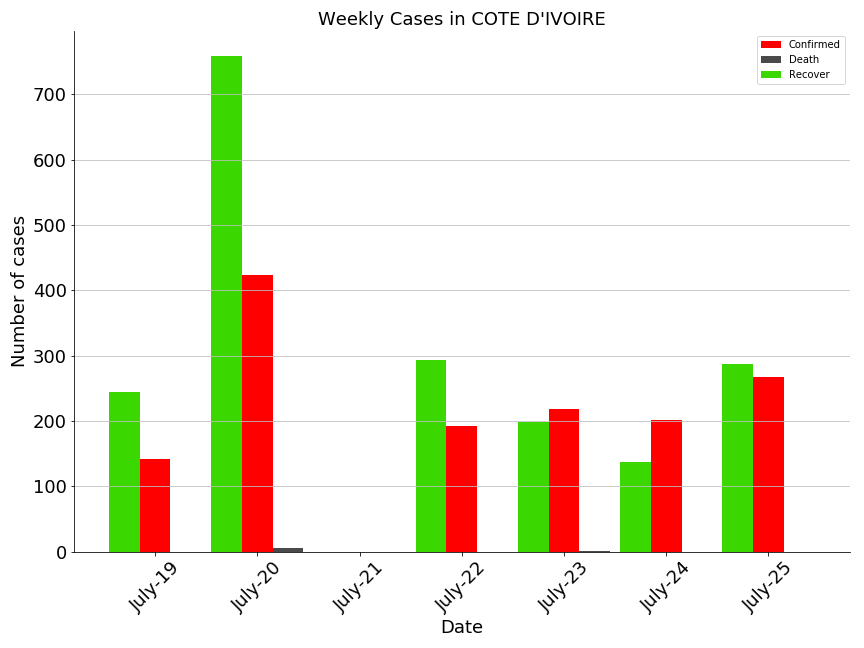 Weekly Cases in COTE D'IVOIRE
Confirmed
Death
Recover
Number of cases
700
600
500
400
300
200
100
0
July-19
July-20
July-21
July-22
July-23
July-24
July-25
Date